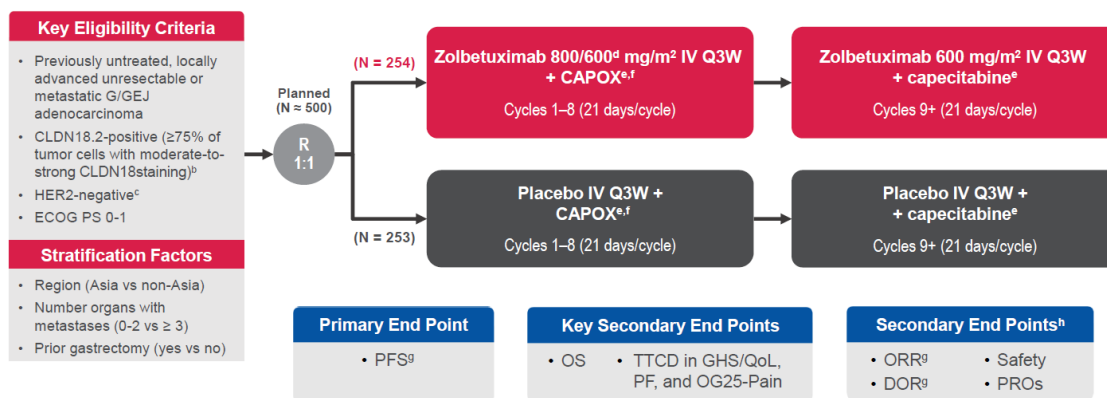 Key Eligibility Criteria
• Previously untreated, locally
advanced unresectable or
metastatic G/GEJ
adenocarcinoma
• CLDN18.2-positive (≥75% of
tumor cells with moderate-to-
strong CLDN18staining)ᵇ
• HER2-negativeᶜ
• ECOG PS 0-1
Stratification Factors
• Region (Asia vs non-Asia)
• Number organs with
metastases (0-2 vs ≥ 3)
• Prior gastrectomy (yes vs no)
Planned
(N ≈ 500)
R
1:1
(N = 254)
Zolbetuximab 800/600ᵈ mg/m² IV Q3W
+ CAPOXᵉ,ᶠ
Cycles 1–8 (21 days/cycle)
Zolbetuximab 600 mg/m² IV Q3W
+ capecitabineᵉ
Cycles 9+ (21 days/cycle)
(N = 253)
Placebo IV Q3W +
CAPOXᵉ,ᶠ
Cycles 1–8 (21 days/cycle)
Placebo IV Q3W +
+ capecitabineᵉ
Cycles 9+ (21 days/cycle)
Primary End Point
• PFSᵍ
Key Secondary End Points
• OS
• TTCD in GHS/QoL,
PF, and OG25-Pain
Secondary End Pointsʰ
• ORRᵍ
• DORᵍ
• Safety
• PROs